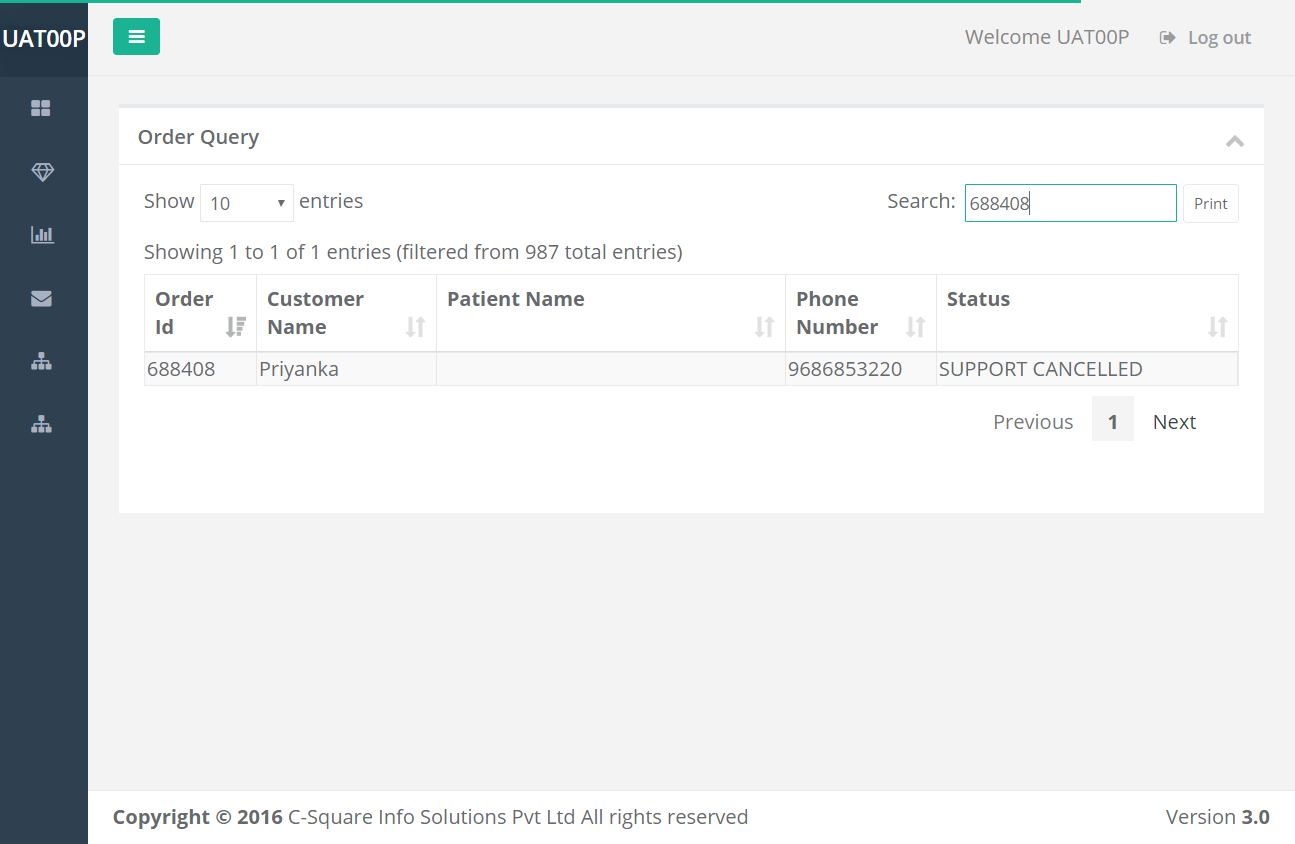 UAT00P
Welcome UAT00P Log out
Order Query
Show 10 entries Search: 688408 Print
Showing 1 to 1 of 1 entries (filtered from 987 total entries)
Order Id Customer Name Patient Name Phone Number Status
688408 Priyanka 9686853220 SUPPORT CANCELLED
Previous 1 Next
Copyright © 2016 C-Square Info Solutions Pvt Ltd All rights reserved Version 3.0